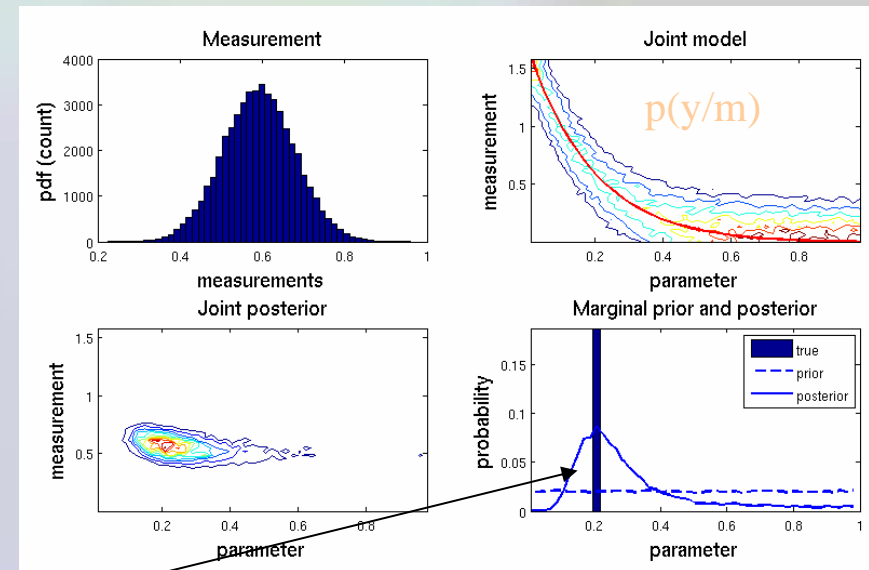 Measurement
pdf (count)
4000
3000
2000
1000
0
0.2 0.4 0.6 0.8 1
measurements
Joint model
p(y/m)
measurement
1.5
1
0.5
0.2 0.4 0.6 0.8
parameter
Joint posterior
measurement
1.5
1
0.5
0.2 0.4 0.6 0.8
parameter
Marginal prior and posterior
probability
0.15
0.1
0.05
0
0.2 0.4 0.6 0.8 1
parameter
true
prior
posterior